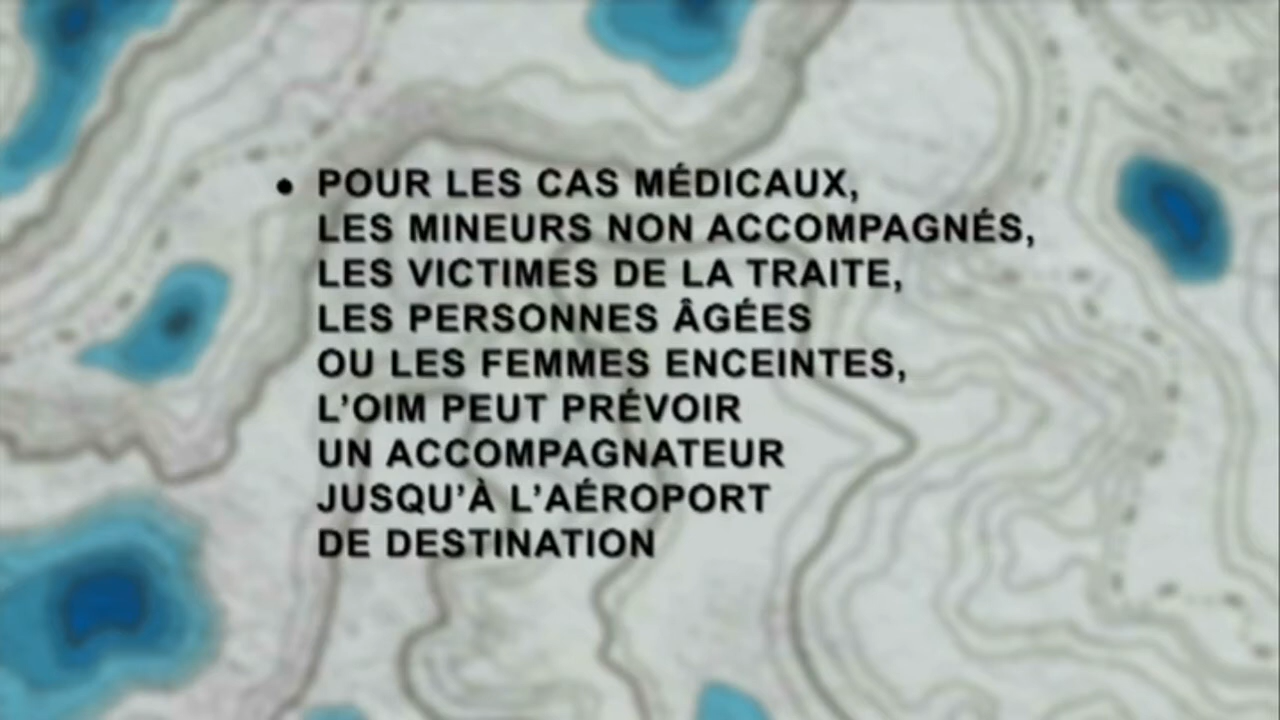 • POUR LES CAS MÉDICAUX,
LES MINEURS NON ACCOMPAGNÉS,
LES VICTIMES DE LA TRAITE,
LES PERSONNES ÂGÉES
OU LES FEMMES ENCEINTES,
L’OIM PEUT PRÉVOIR
UN ACCOMPAGNATEUR
JUSQU’À L’AÉROPORT
DE DESTINATION